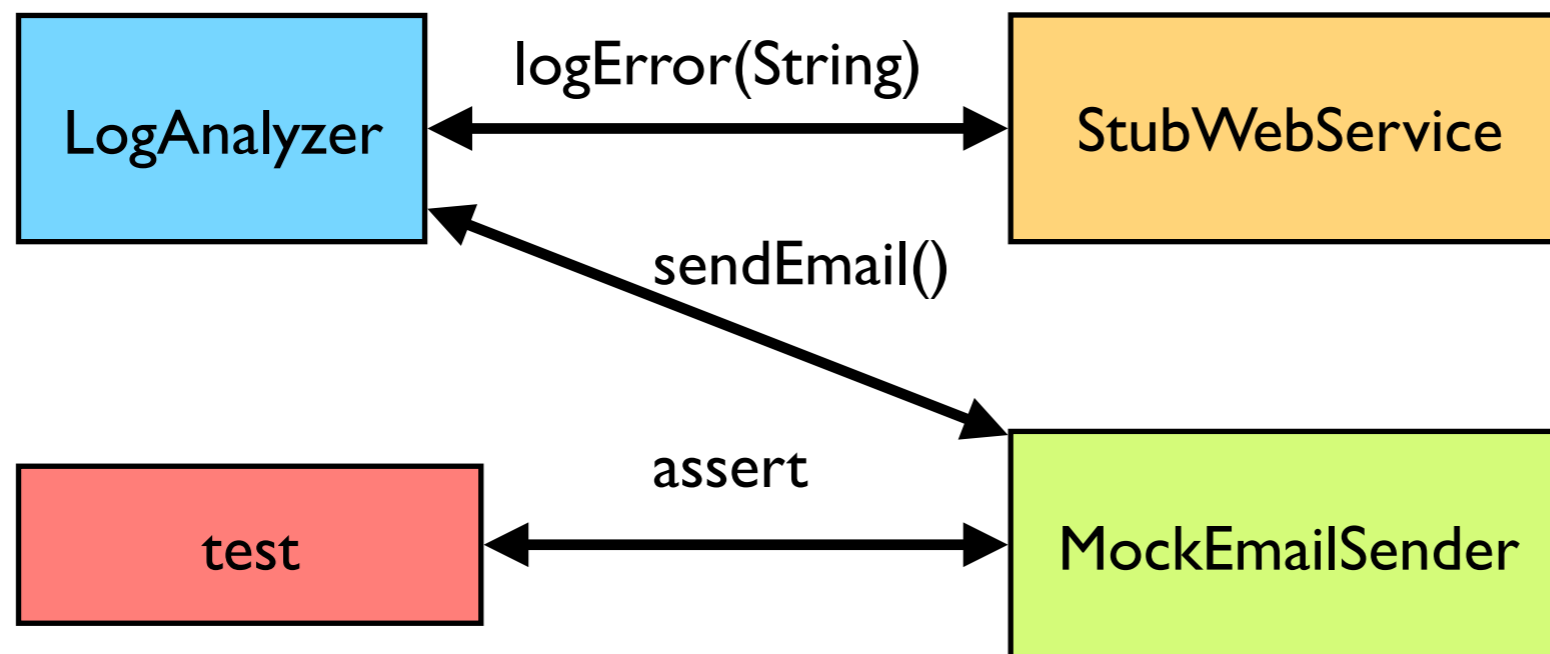 logError(String)
LogAnalyzer
StubWebService
sendEmail()
assert
test
MockEmailSender